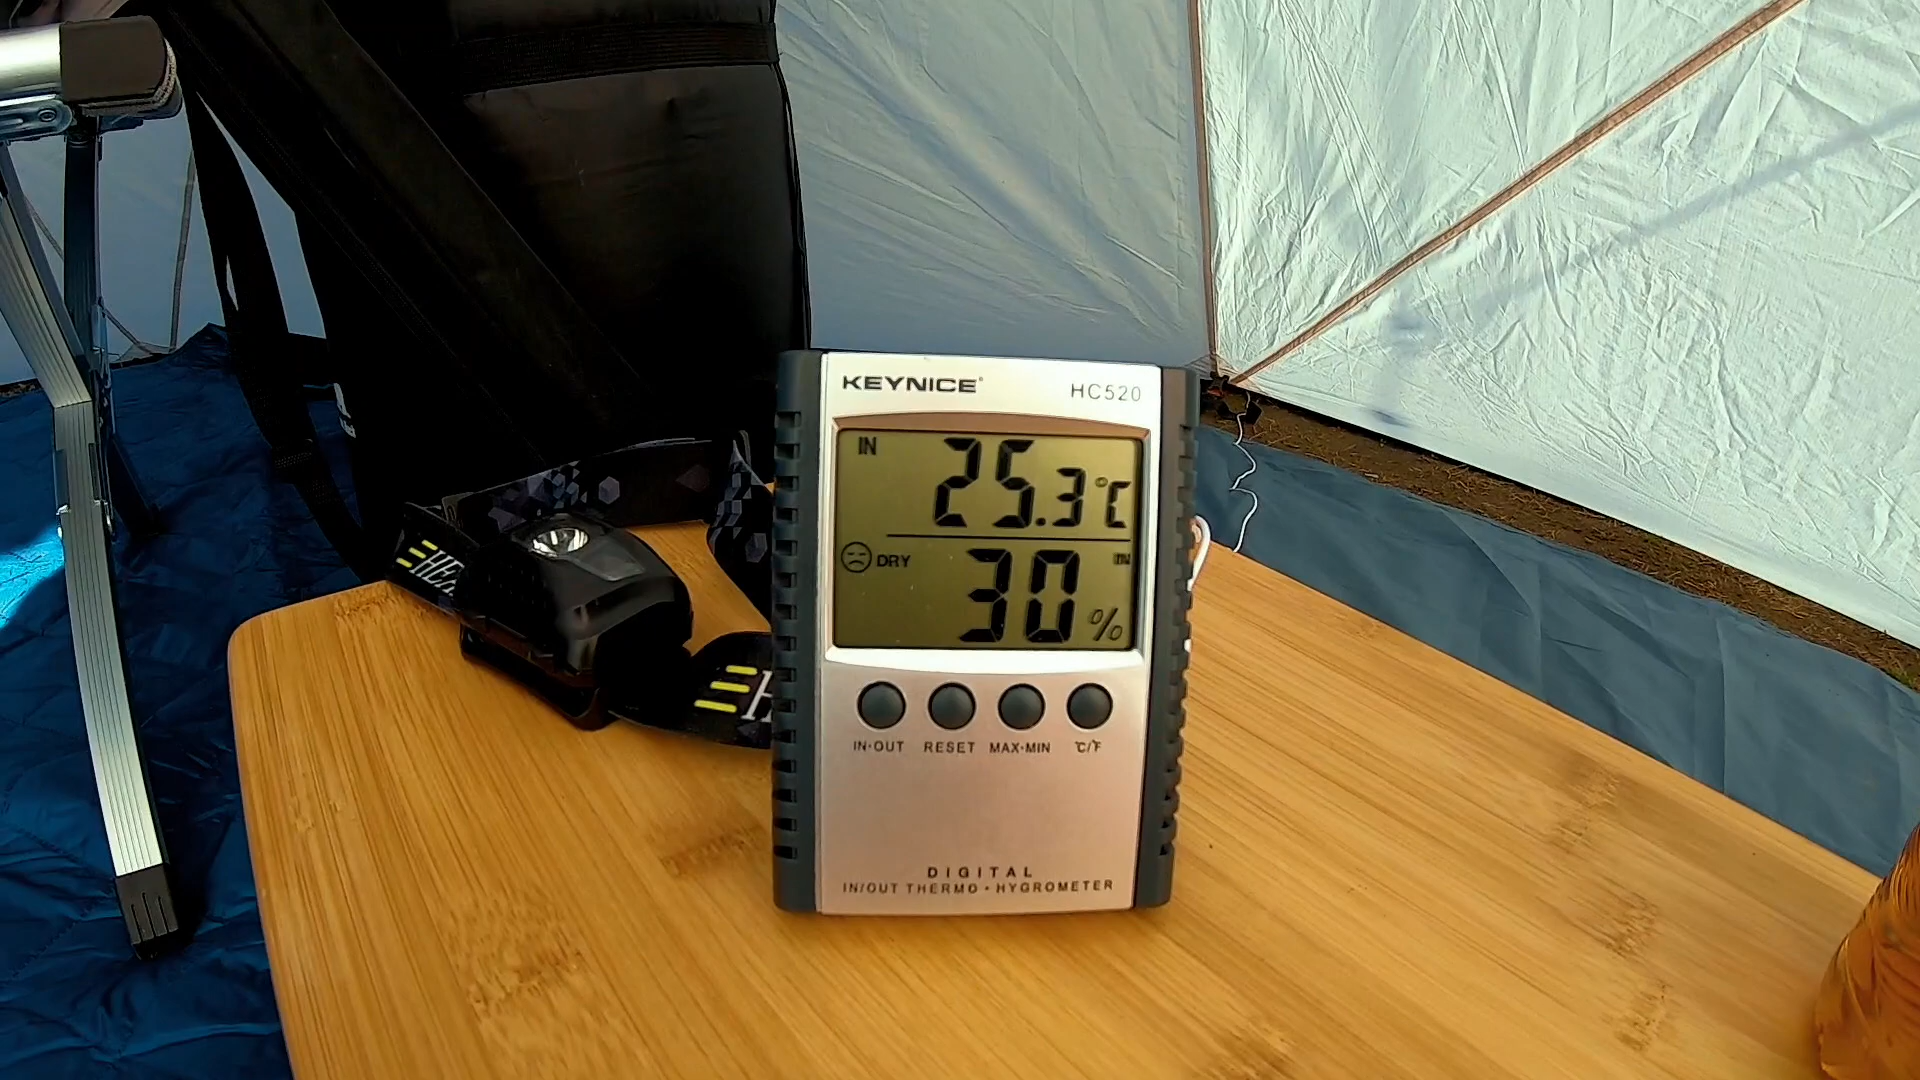 KEYNICE HC520
IN 25.3°C
DRY 30% IN
IN·OUT RESET MAX·MIN °C/°F
DIGITAL
IN/OUT THERMO·HYGROMETER